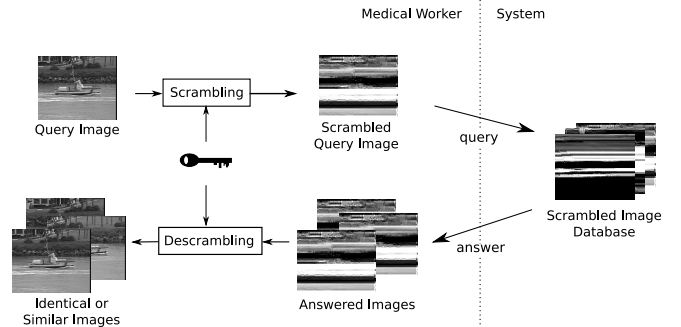 Medical Worker
System
Scrambling
Query Image
Scrambled
Query Image
query
Scrambled Image
Database
answer
Descrambling
Identical or
Similar Images
Answered Images